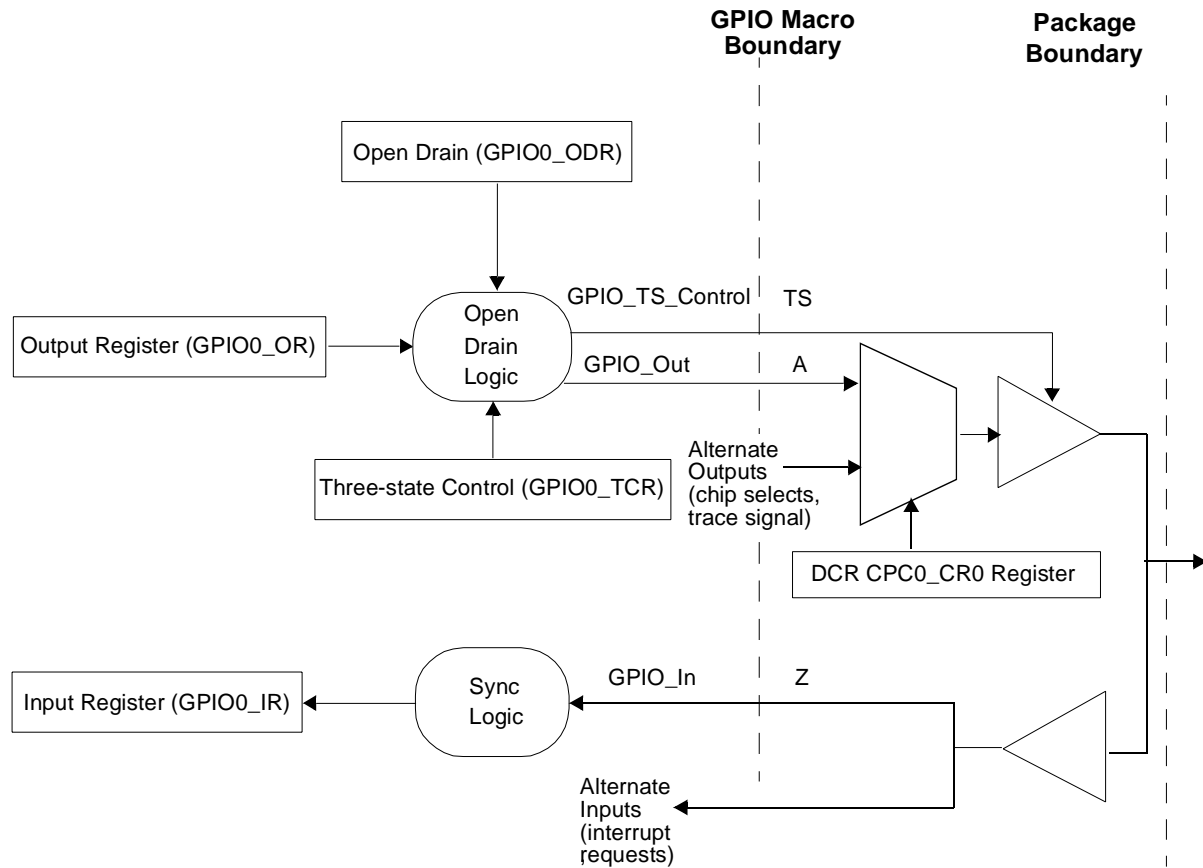 GPIO Macro
Boundary
Package
Boundary
Open Drain (GPIO0_ODR)
Output Register (GPIO0_OR)
Open
Drain
Logic
GPIO_TS_Control
TS
GPIO_Out
A
Three-state Control (GPIO0_TCR)
Alternate
Outputs
(chip selects,
trace signal)
DCR CPC0_CR0 Register
Input Register (GPIO0_IR)
Sync
Logic
GPIO_In
Z
Alternate
Inputs
(interrupt
requests)